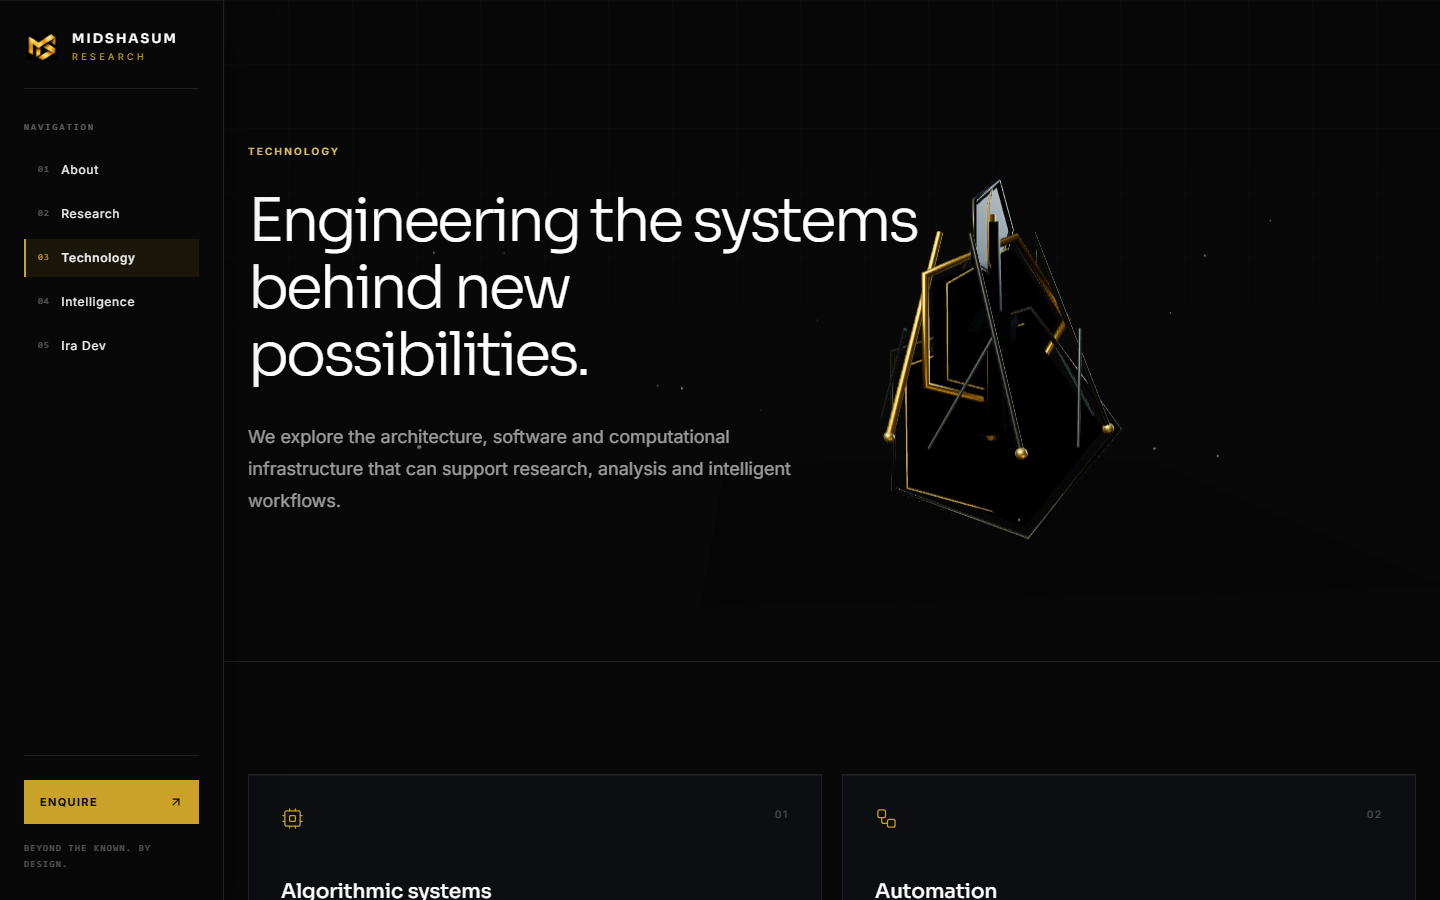 MIDSHASUM
RESEARCH
NAVIGATION
01 About
02 Research
03 Technology
04 Intelligence
05 Ira Dev
ENQUIRE
BEYOND THE KNOWN. BY
DESIGN.
TECHNOLOGY
Engineering the systems
behind new
possibilities.
We explore the architecture, software and computational
infrastructure that can support research, analysis and intelligent
workflows.
01
Algorithmic systems
02
Automation